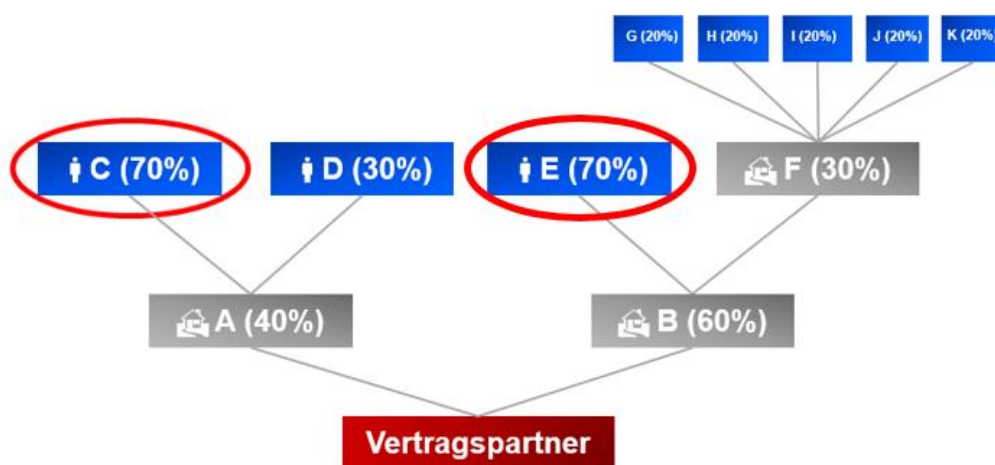 G (20%) H (20%) I (20%) J (20%) K (20%)
C (70%) D (30%) E (70%) F (30%)
A (40%) B (60%)
Vertragspartner